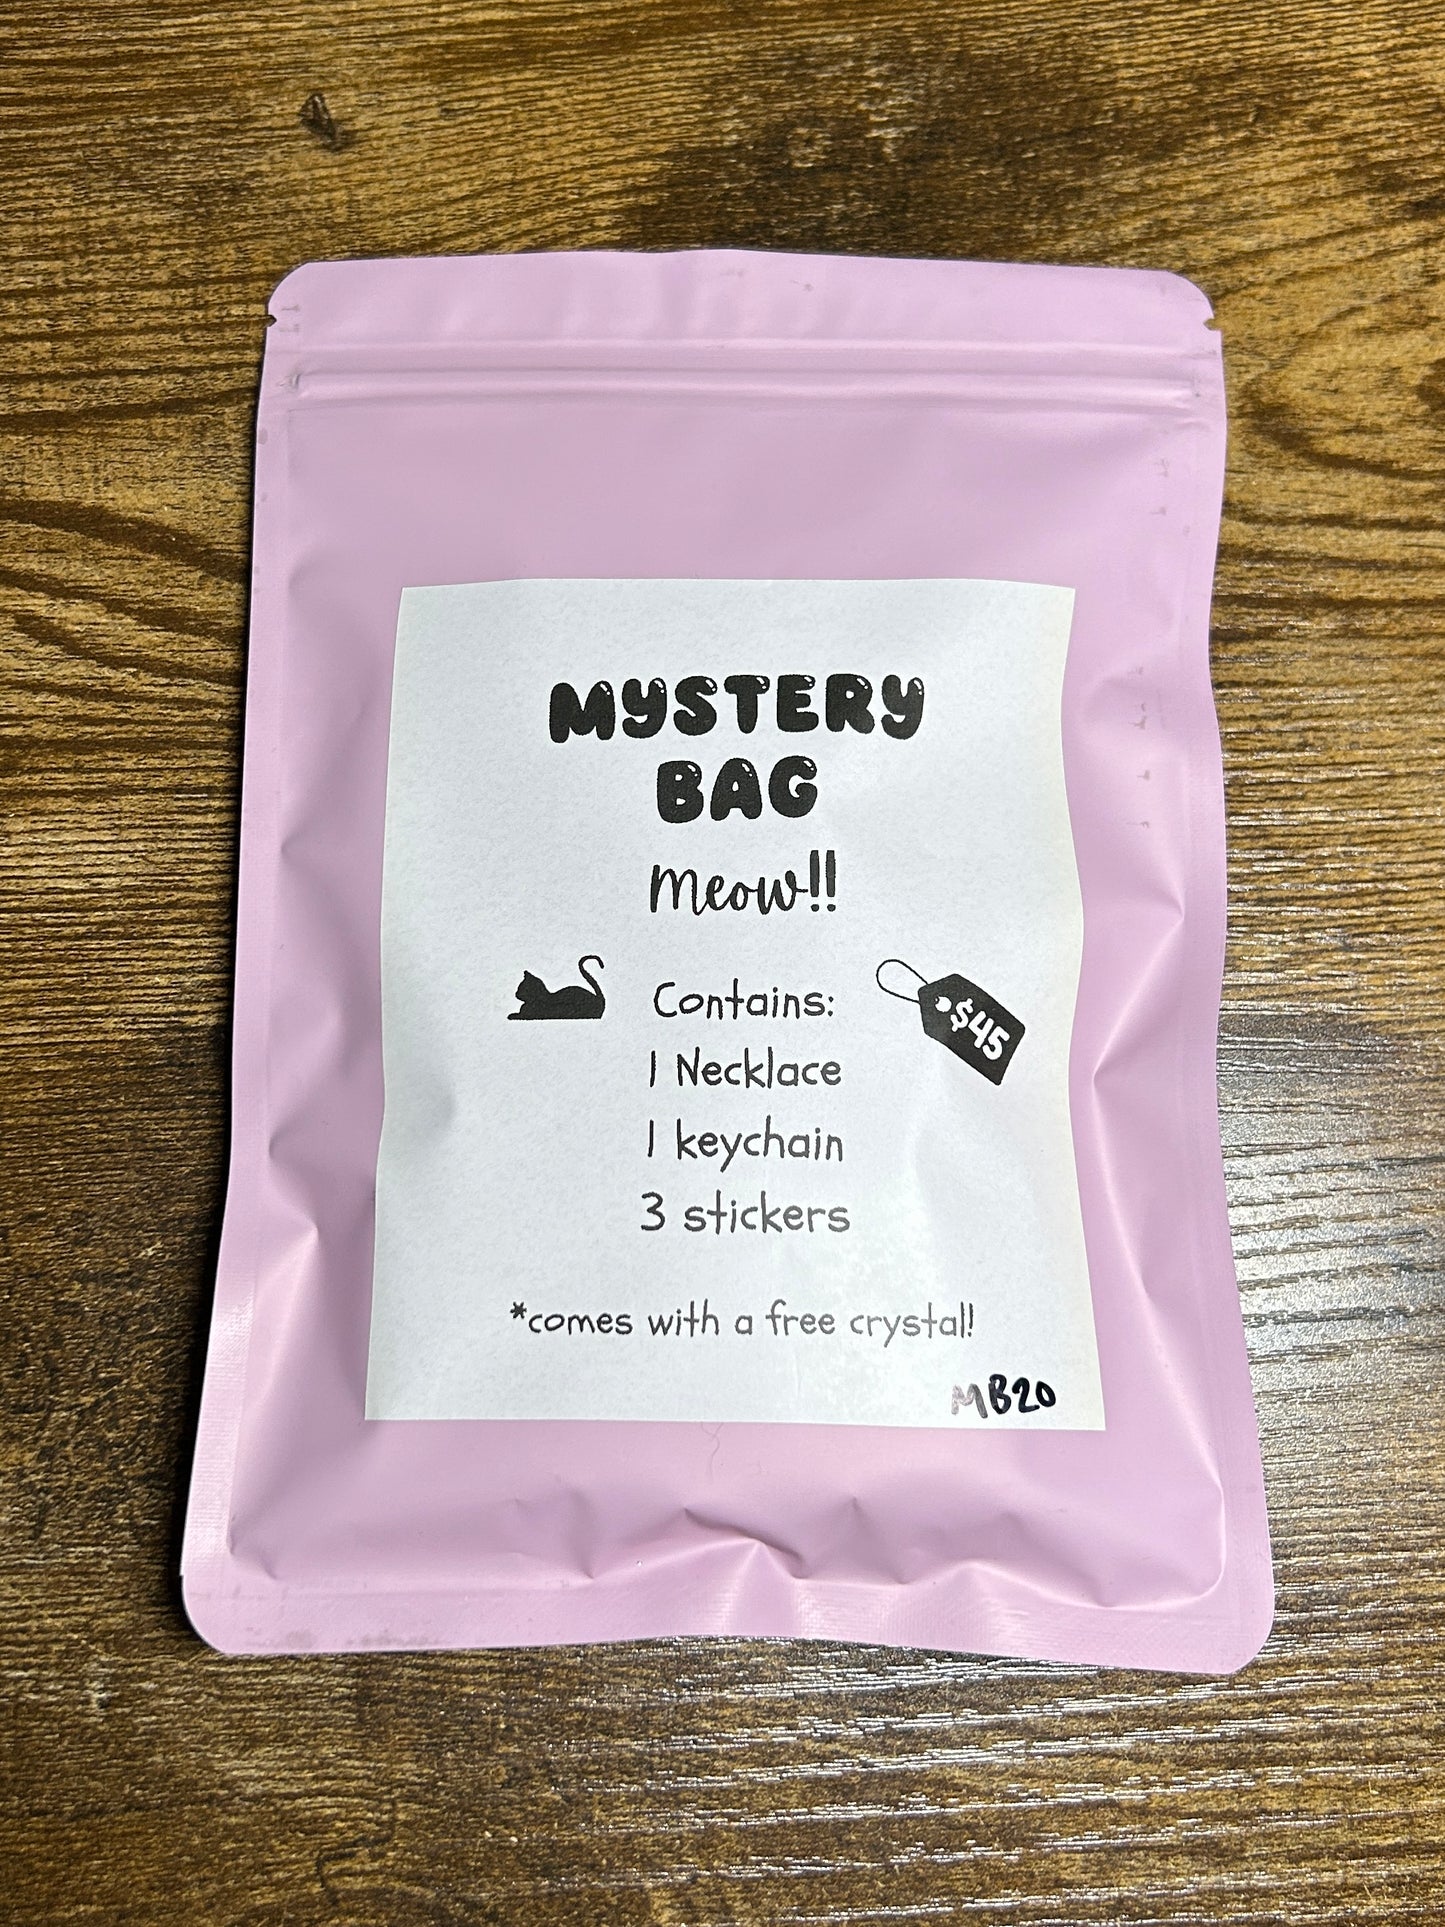 MYSTERY
BAG
Meow!!
Contains:
$45
1 Necklace
1 keychain
3 stickers
*comes with a free crystal!
MB20